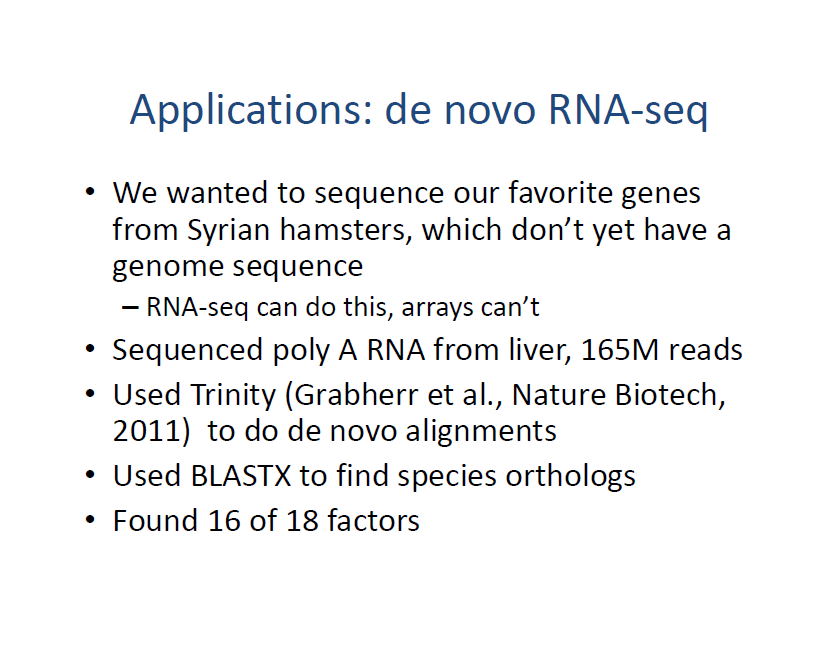 Applications: de novo RNA-seq
• We wanted to sequence our favorite genes
from Syrian hamsters, which don’t yet have a
genome sequence
– RNA-seq can do this, arrays can’t
• Sequenced poly A RNA from liver, 165M reads
• Used Trinity (Grabherr et al., Nature Biotech,
2011)  to do de novo alignments
• Used BLASTX to find species orthologs
• Found 16 of 18 factors